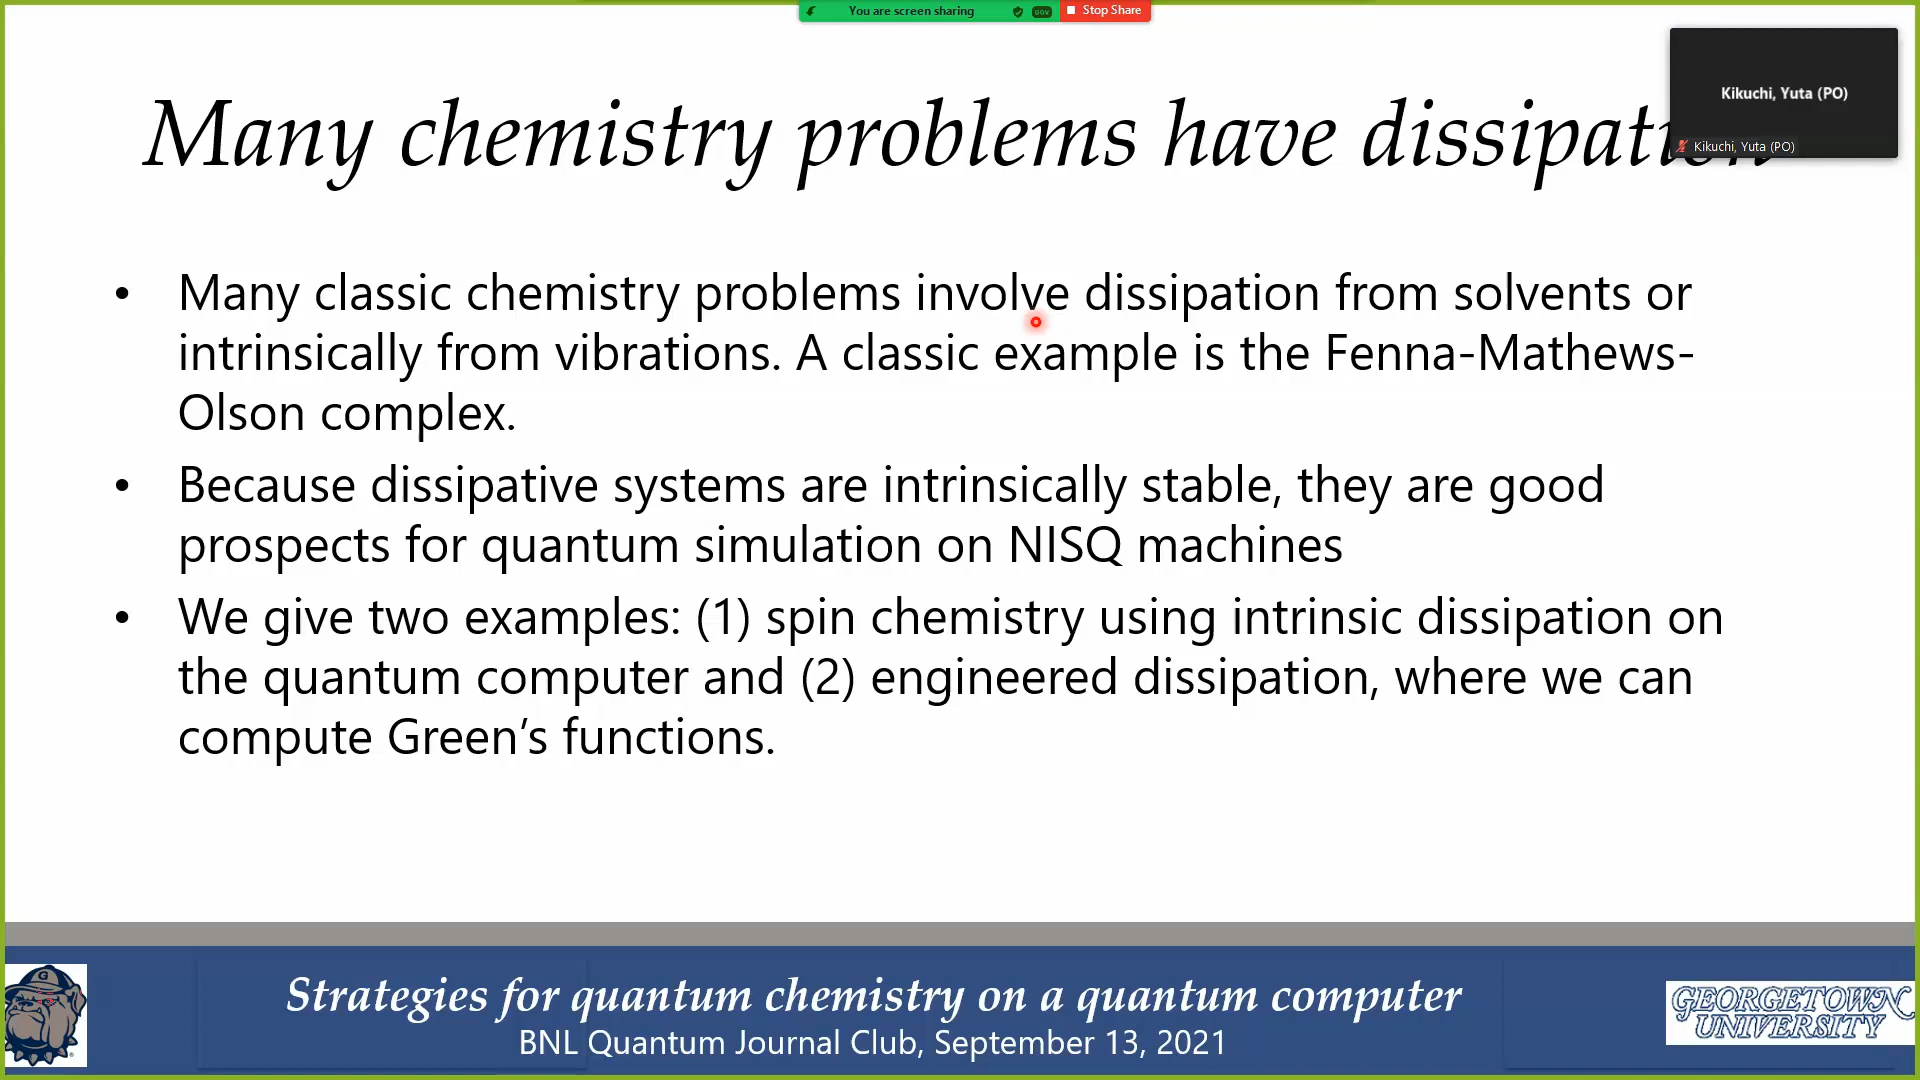 You are screen sharing
GOV
Stop Share
Kikuchi, Yuta (PO)
Kikuchi, Yuta (PO)
Many chemistry problems have dissipation
• Many classic chemistry problems involve dissipation from solvents or
intrinsically from vibrations. A classic example is the Fenna-Mathews-
Olson complex.
• Because dissipative systems are intrinsically stable, they are good
prospects for quantum simulation on NISQ machines
• We give two examples: (1) spin chemistry using intrinsic dissipation on
the quantum computer and (2) engineered dissipation, where we can
compute Green’s functions.
G
Strategies for quantum chemistry on a quantum computer
BNL Quantum Journal Club, September 13, 2021
GEORGETOWN
UNIVERSITY